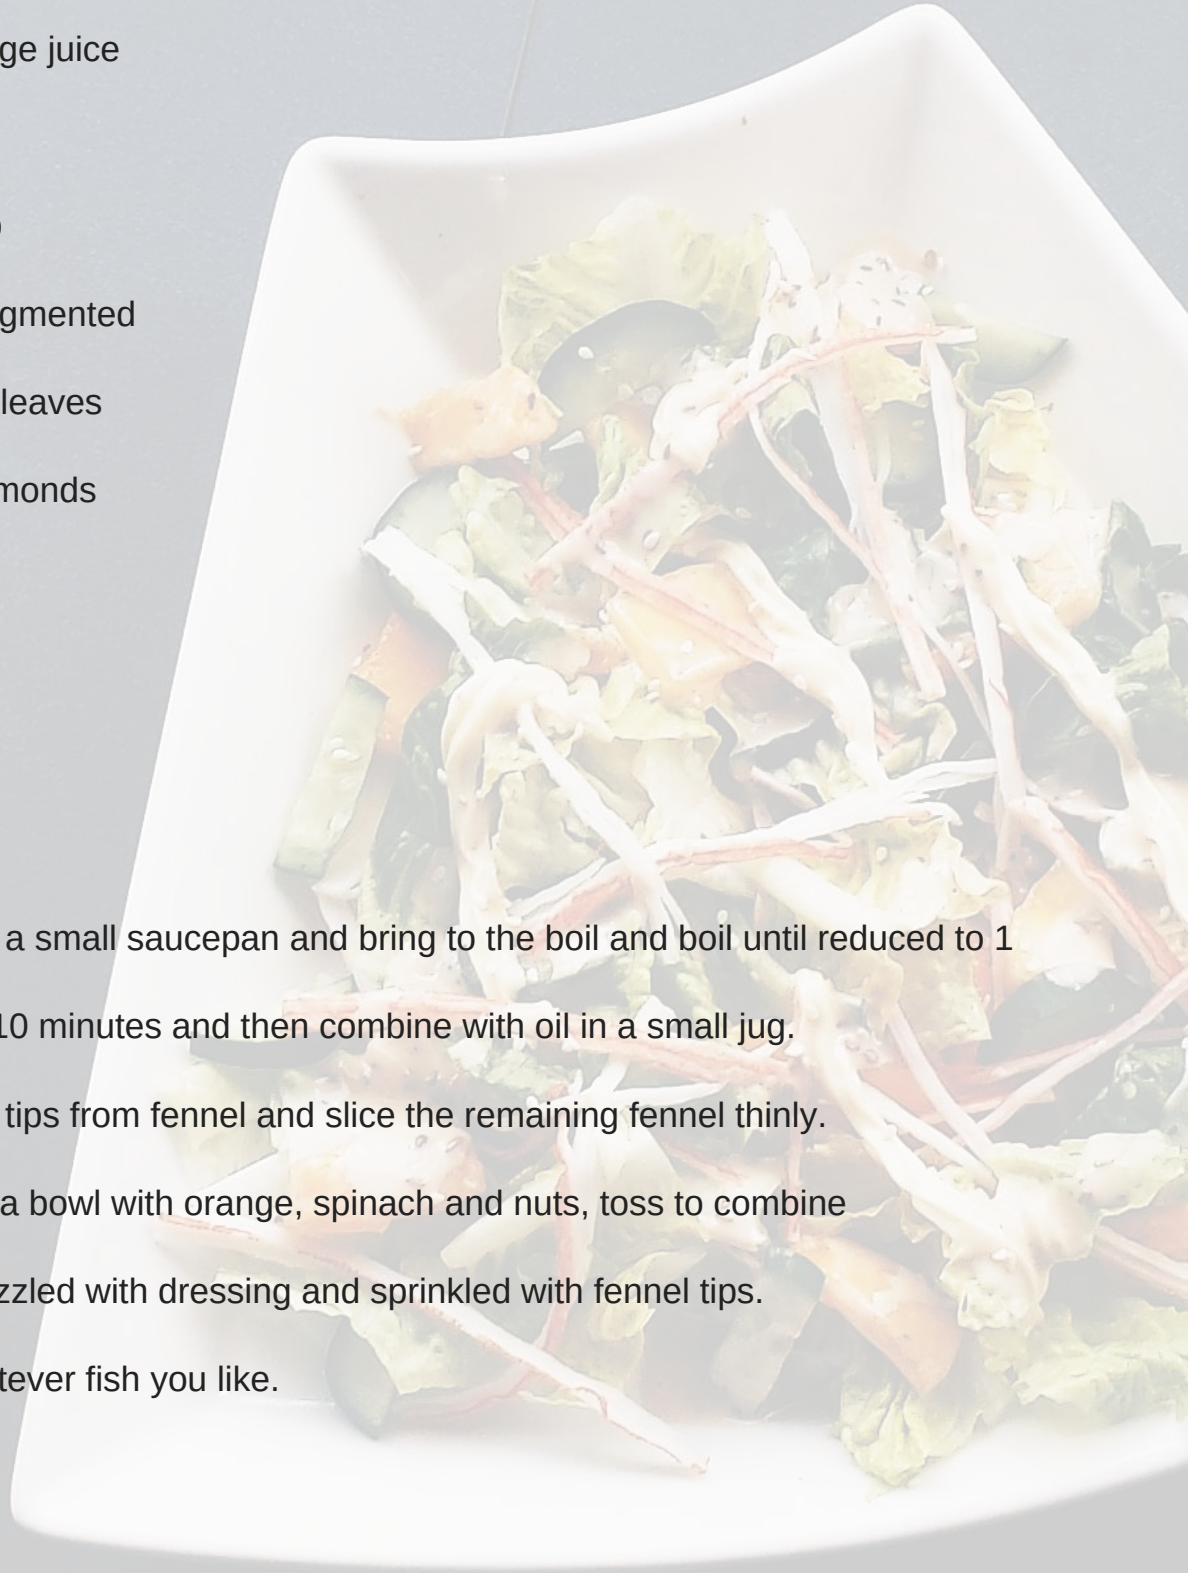 ge juice
)
gmented
leaves
monds
a small saucepan and bring to the boil and boil until reduced to 1
10 minutes and then combine with oil in a small jug.
tips from fennel and slice the remaining fennel thinly.
a bowl with orange, spinach and nuts, toss to combine
zzled with dressing and sprinkled with fennel tips.
tever fish you like.